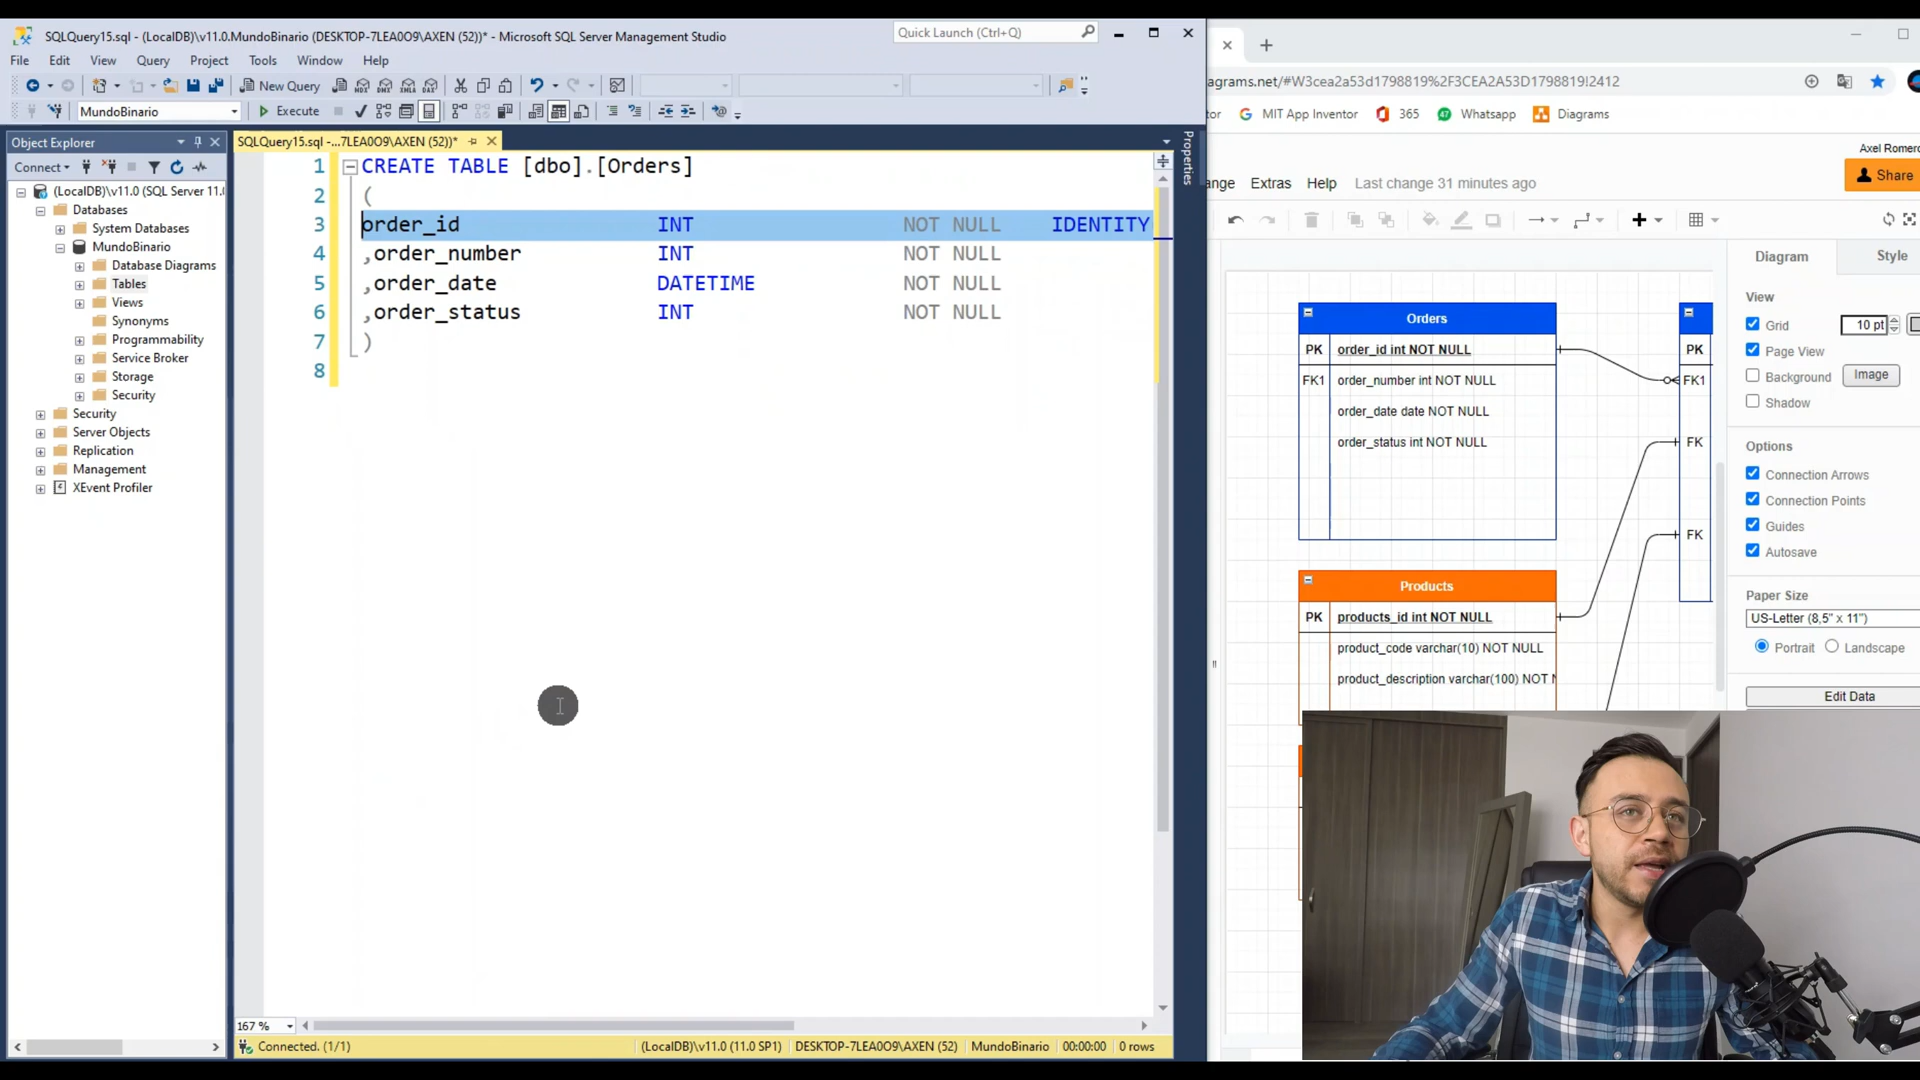 SQLQuery15.sql - (LocalDB)\v11.0.MundoBinario (DESKTOP-7LEA0O9\AXEN (52))* - Microsoft SQL Server Management Studio
Quick Launch (Ctrl+Q)
File Edit View Query Project Tools Window Help
New Query
MundoBinario
Execute
Object Explorer
Connect
(LocalDB)\v11.0 (SQL Server 11.0
Databases
System Databases
MundoBinario
Database Diagrams
Tables
Views
Synonyms
Programmability
Service Broker
Storage
Security
Security
Server Objects
Replication
Management
XEvent Profiler
SQLQuery15.sql -...7LEA0O9\AXEN (52))*
Properties
1 CREATE TABLE [dbo].[Orders]
2 (
3 order_id INT NOT NULL IDENTITY
4 ,order_number INT NOT NULL
5 ,order_date DATETIME NOT NULL
6 ,order_status INT NOT NULL
7 )
8
167 %
Connected. (1/1)
(LocalDB)\v11.0 (11.0 SP1) DESKTOP-7LEA0O9\AXEN (52) MundoBinario 00:00:00 0 rows
agrams.net/#W3cea2a53d1798819%2F3CEA2A53D1798819!2412
tor MIT App Inventor 365 Whatsapp Diagrams
Axel Romero
Share
ange Extras Help Last change 31 minutes ago
Orders
PK order_id int NOT NULL
FK1 order_number int NOT NULL
order_date date NOT NULL
order_status int NOT NULL
PK
FK1
FK
FK
Products
PK products_id int NOT NULL
product_code varchar(10) NOT NULL
product_description varchar(100) NOT N
Diagram Style
View
Grid 10 pt
Page View
Background Image
Shadow
Options
Connection Arrows
Connection Points
Guides
Autosave
Paper Size
US-Letter (8,5" x 11")
Portrait Landscape
Edit Data